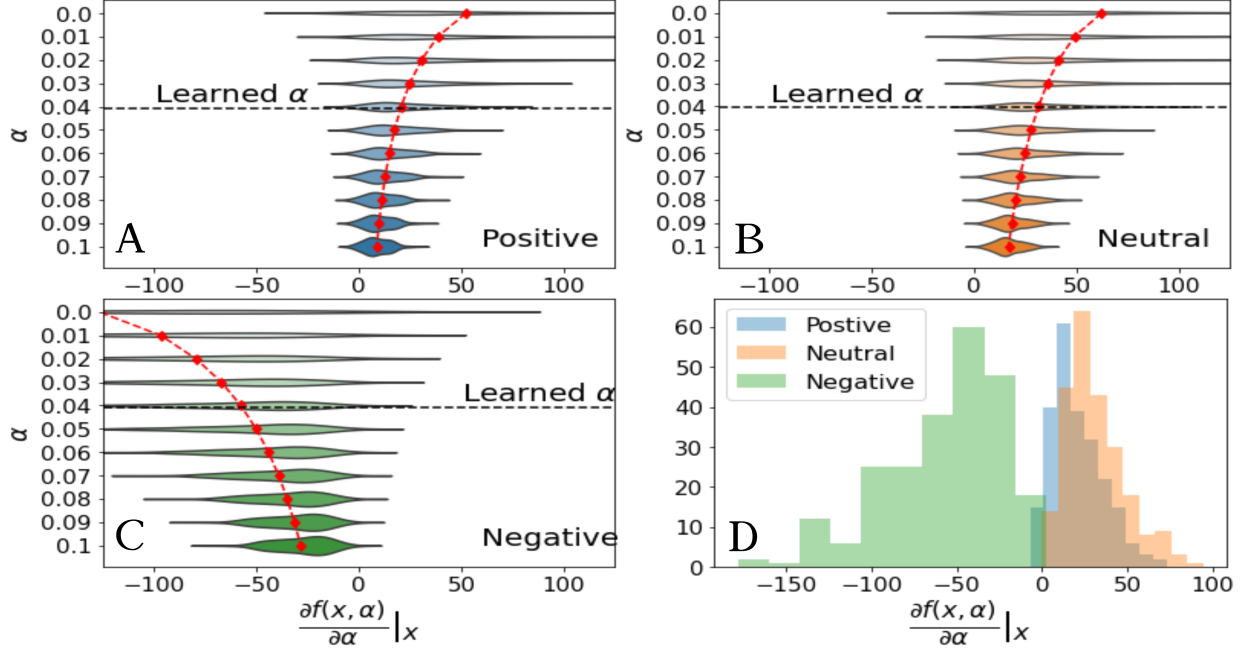 0.0
0.01
0.02
0.03
0.04
0.05
0.06
0.07
0.08
0.09
0.1
α
Learned α
A
Positive
−100 −50 0 50 100
0.0
0.01
0.02
0.03
0.04
0.05
0.06
0.07
0.08
0.09
0.1
α
Learned α
B
Neutral
−100 −50 0 50 100
0.0
0.01
0.02
0.03
0.04
0.05
0.06
0.07
0.08
0.09
0.1
α
Learned α
C
Negative
−100 −50 0 50 100
∂f(x, α)
∂α |x
60
50
40
30
20
10
0
Postive
Neutral
Negative
D
−150 −100 −50 0 50 100
∂f(x, α)
∂α |x